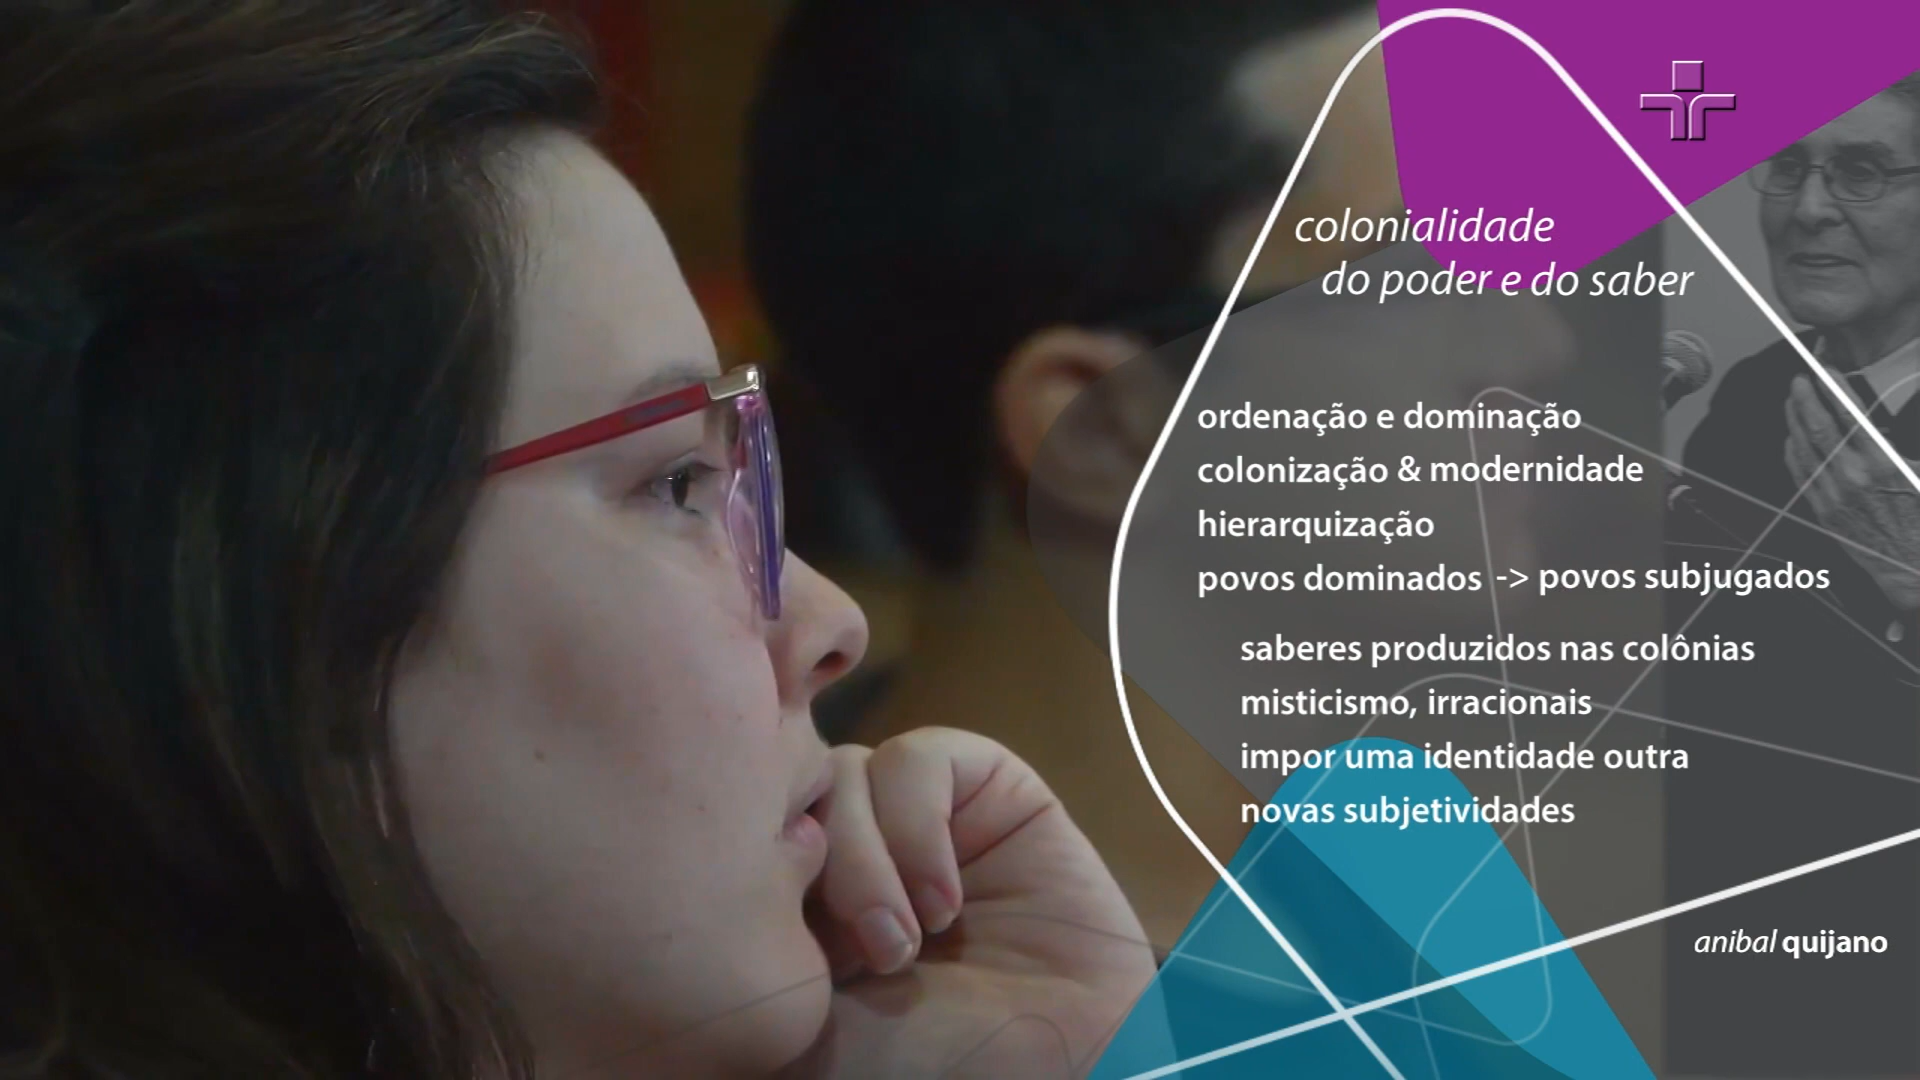 colonialidade
do poder e do saber
ordenação e dominação
colonização & modernidade
hierarquização
povos dominados -> povos subjugados
saberes produzidos nas colônias
misticismo, irracionais
impor uma identidade outra
novas subjetividades
anibal quijano